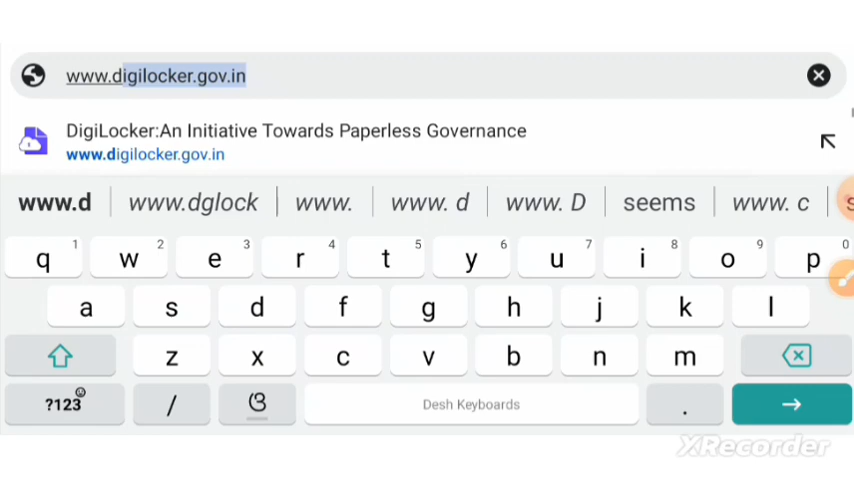 www.digilocker.gov.in
DigiLocker:An Initiative Towards Paperless Governance
www.digilocker.gov.in
www.d www.dglock www. www. d www. D seems www. c s
q 1 w 2 e 3 r 4 t 5 y 6 u 7 i 8 o 9 p 0
a s d f g h j k l
z x c v b n m
?123 / ଓ Desh Keyboards .
XRecorder